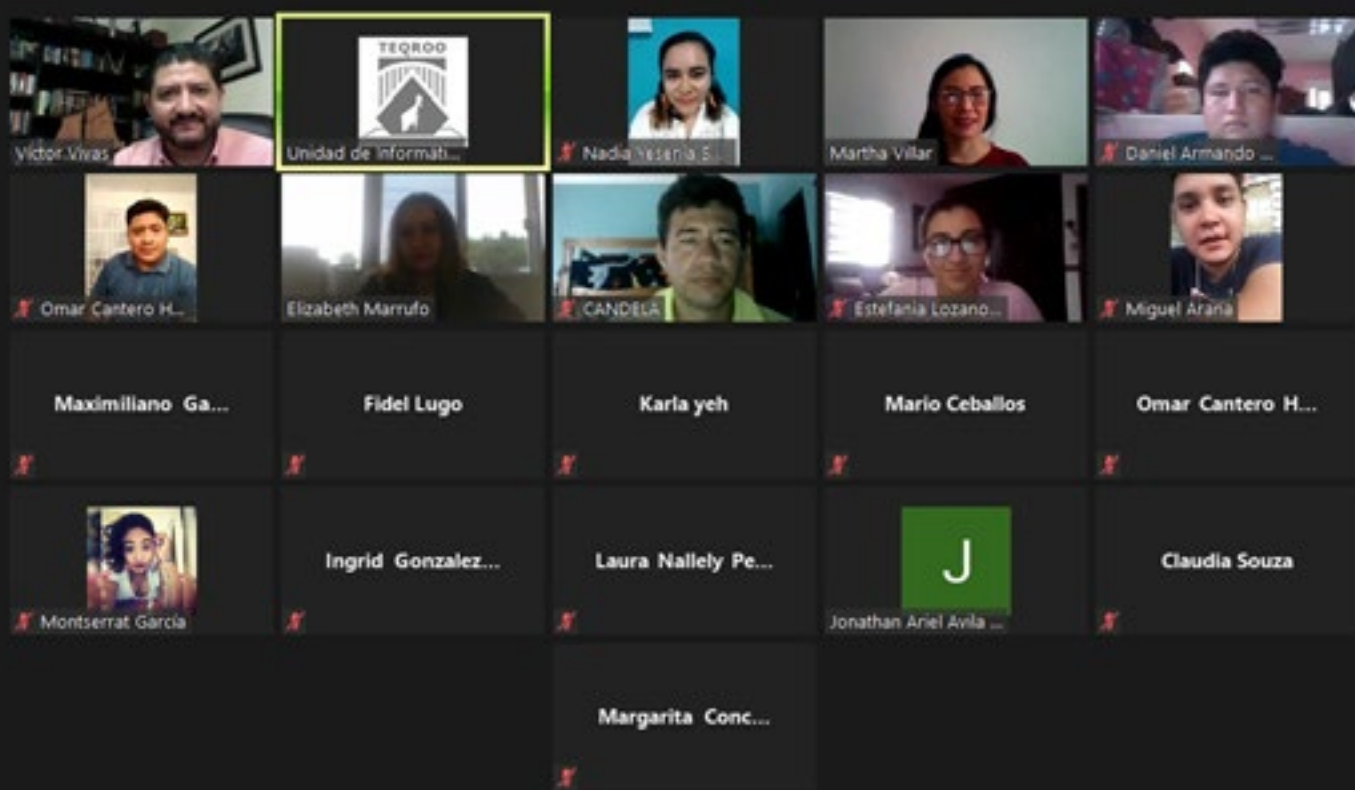 Victor Vivas
TEQROO
Unidad de Informáti...
Nadia Yesenia S...
Martha Villar
Daniel Armando ...
Omar Cantero H...
Elizabeth Marrufo
CANDELA
Estefania Lozano...
Miguel Arana
Maximiliano Ga...
Fidel Lugo
Karla yeh
Mario Ceballos
Omar Cantero H...
Montserrat García
Ingrid Gonzalez...
Laura Nallely Pe...
J
Jonathan Ariel Avila ...
Claudia Souza
Margarita Conc...